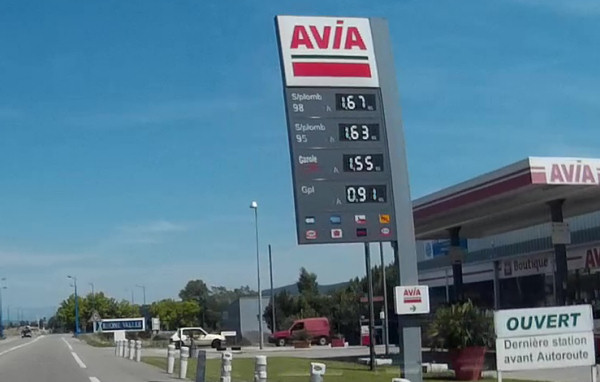 AVIA
S/plomb
98
1.67
S/plomb
95
1.63
Gazole
1.55
Gpl
0.91
AVIA
Boutique
AVIA
OUVERT
Dernière station
avant Autoroute